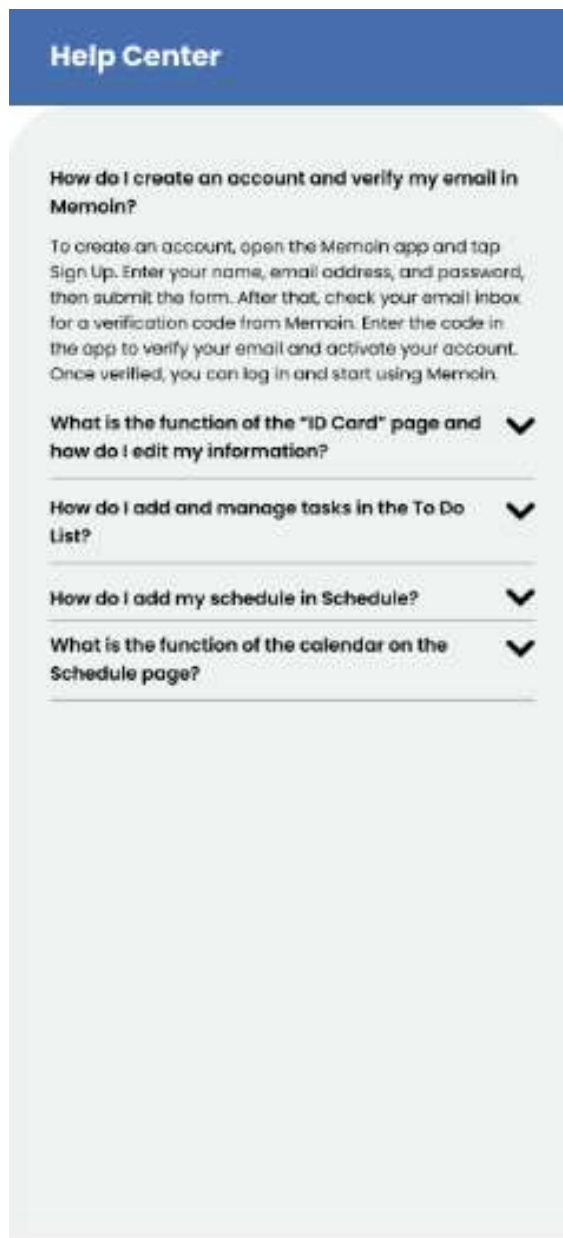 Help Center
How do I create an account and verify my email in
Memoin?
To create an account, open the Memoin app and tap
Sign Up. Enter your name, email address, and password,
then submit the form. After that, check your email inbox
for a verification code from Memoin. Enter the code in
the app to verify your email and activate your account.
Once verified, you can log in and start using Memoin.
What is the function of the "ID Card" page and
how do I edit my information?
How do I add and manage tasks in the To Do
List?
How do I add my schedule in Schedule?
What is the function of the calendar on the
Schedule page?